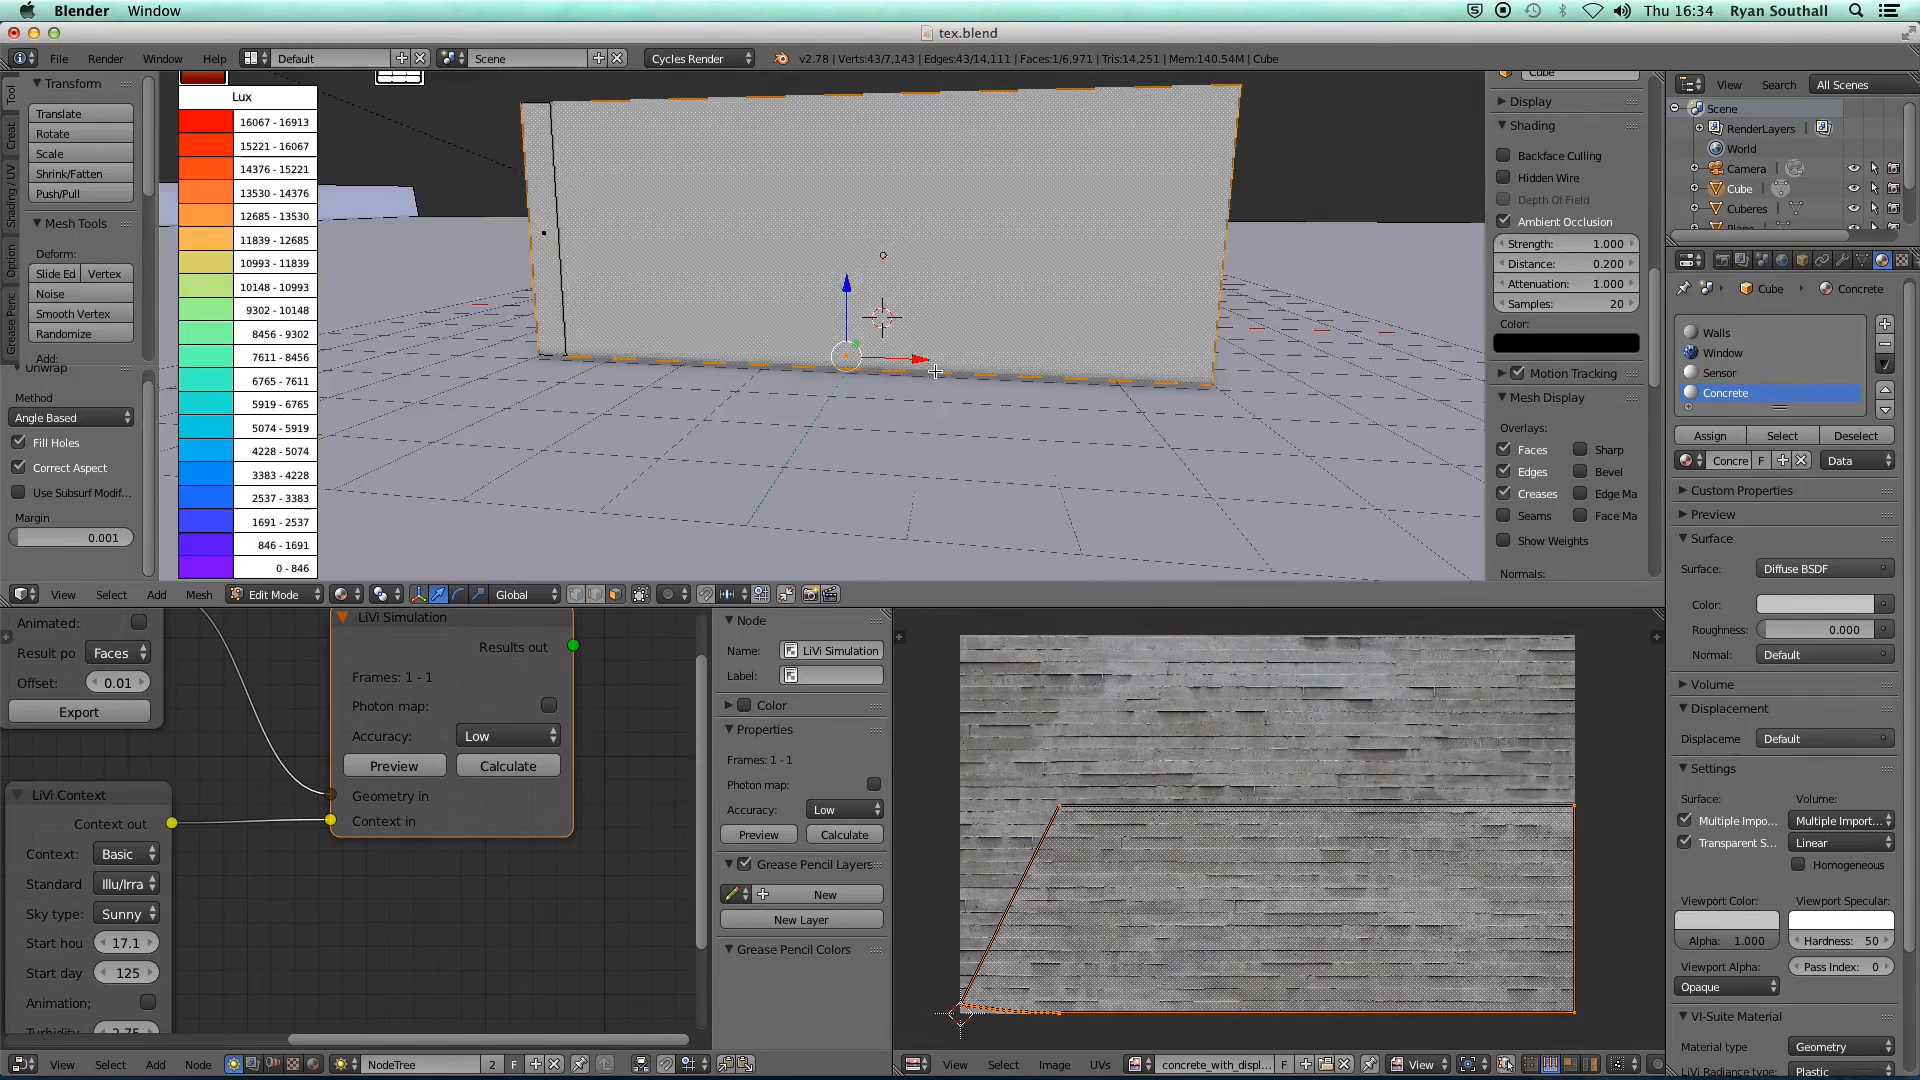 Blender Window
Thu 16:34 Ryan Southall
tex.blend
File Render Window Help Default Scene Cycles Render v2.78 | Verts:43/7,143 | Edges:43/14,111 | Faces:1/6,971 | Tris:14,251 | Mem:140.54M | Cube
Tool
Creat
Shading / UV
Option
Grease Penc
Transform
Translate
Rotate
Scale
Shrink/Fatten
Push/Pull
Mesh Tools
Deform:
Slide Ed Vertex
Noise
Smooth Vertex
Randomize
Add:
Unwrap
Method
Angle Based
Fill Holes
Correct Aspect
Use Subsurf Modif...
Margin
0.001
Lux
16067 - 16913
15221 - 16067
14376 - 15221
13530 - 14376
12685 - 13530
11839 - 12685
10993 - 11839
10148 - 10993
9302 - 10148
8456 - 9302
7611 - 8456
6765 - 7611
5919 - 6765
5074 - 5919
4228 - 5074
3383 - 4228
2537 - 3383
1691 - 2537
846 - 1691
0 - 846
Cube
Display
Shading
Backface Culling
Hidden Wire
Depth Of Field
Ambient Occlusion
Strength: 1.000
Distance: 0.200
Attenuation: 1.000
Samples: 20
Color:
Motion Tracking
Mesh Display
Overlays:
Faces Sharp
Edges Bevel
Creases Edge Ma
Seams Face Ma
Show Weights
Normals:
View Select Add Mesh Edit Mode Global
View Search All Scenes
Scene
RenderLayers |
World
Camera |
Cube |
Cuberes |
Plane
Cube Concrete
Walls
Window
Sensor
Concrete
Assign Select Deselect
Concre F Data
Custom Properties
Preview
Surface
Surface: Diffuse BSDF
Color:
Roughness: 0.000
Normal: Default
Volume
Displacement
Displaceme Default
Settings
Surface: Volume:
Multiple Impo... Multiple Import...
Transparent S... Linear
Homogeneous
Viewport Color: Viewport Specular:
Alpha: 1.000 Hardness: 50
Viewport Alpha: Pass Index: 0
Opaque
VI-Suite Material
Material type Geometry
LiVi Radiance type: Plastic
Animated:
Result po Faces
Offset: 0.01
Export
LiVi Context
Context out
Context: Basic
Standard Illu/Irra
Sky type: Sunny
Start hou 17.1
Start day 125
Animation;
Turbidity 2.75
LiVi Simulation
Results out
Frames: 1 - 1
Photon map:
Accuracy: Low
Preview Calculate
Geometry in
Context in
Node
Name: LiVi Simulation
Label:
Color
Properties
Frames: 1 - 1
Photon map:
Accuracy: Low
Preview Calculate
Grease Pencil Layers
New
New Layer
Grease Pencil Colors
View Select Add Node NodeTree 2 F
View Select Image UVs concrete_with_displ... F View